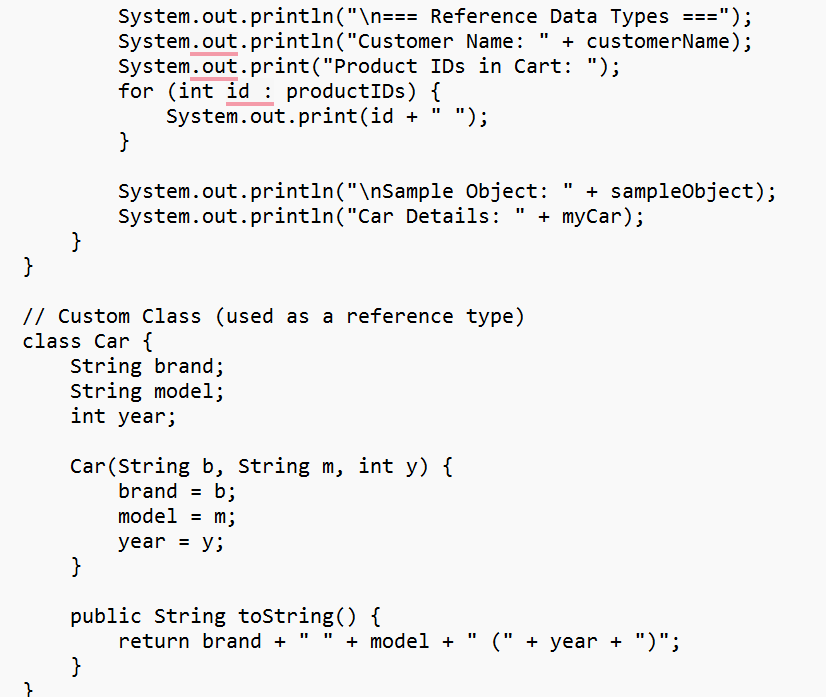 System.out.println("\n=== Reference Data Types ===");
        System.out.println("Customer Name: " + customerName);
        System.out.print("Product IDs in Cart: ");
        for (int id : productIDs) {
            System.out.print(id + " ");
        }

        System.out.println("\nSample Object: " + sampleObject);
        System.out.println("Car Details: " + myCar);
    }
}

// Custom Class (used as a reference type)
class Car {
    String brand;
    String model;
    int year;

    Car(String b, String m, int y) {
        brand = b;
        model = m;
        year = y;
    }

    public String toString() {
        return brand + " " + model + " (" + year + ")";
    }
}